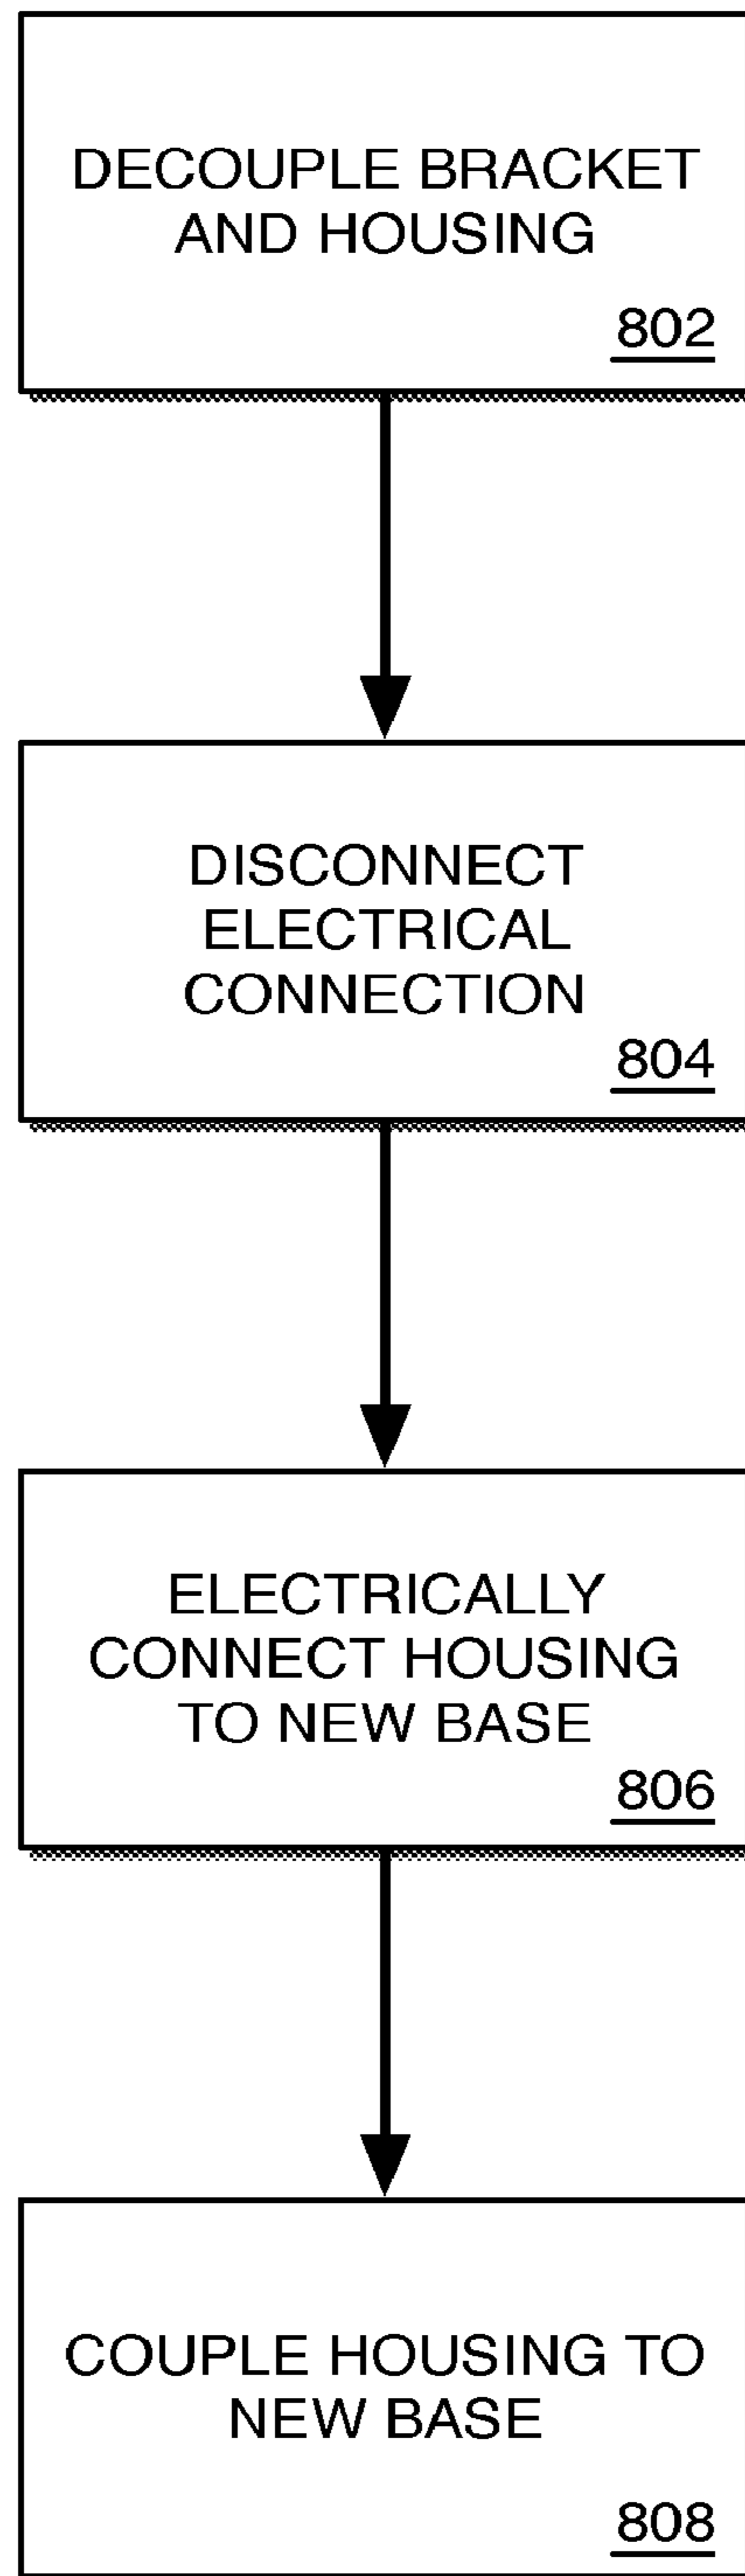 DECOUPLE BRACKET
AND HOUSING
802
DISCONNECT
ELECTRICAL
CONNECTION
804
ELECTRICALLY
CONNECT HOUSING
TO NEW BASE
806
COUPLE HOUSING TO
NEW BASE
808